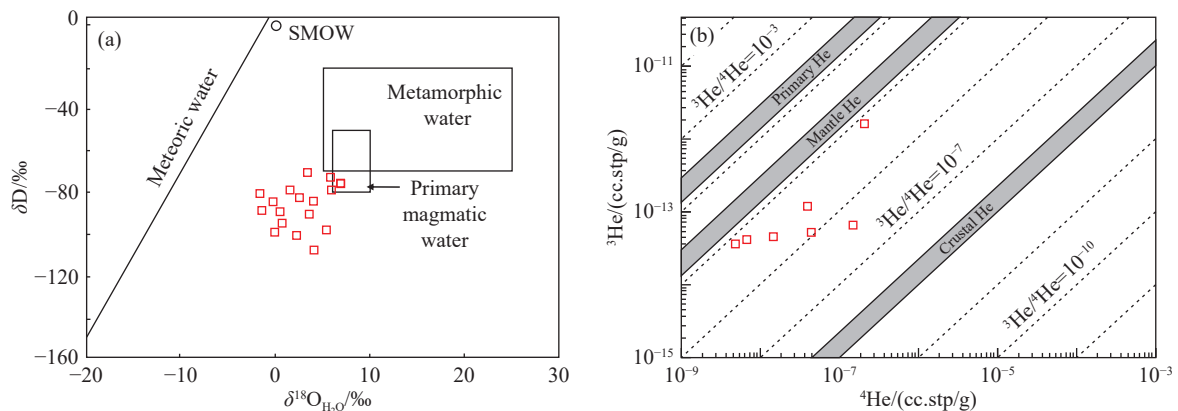 (a)
SMOW
Meteoric water
Metamorphic
water
Primary
magmatic
water
0
−40
−80
−120
−160
δD/‰
−20
−10
0
10
20
30
δ¹⁸O_H₂O/‰
(b)
³He/⁴He=10⁻³
Primary He
Mantle He
³He/⁴He=10⁻⁷
Crustal He
³He/⁴He=10⁻¹⁰
10⁻¹¹
10⁻¹³
10⁻¹⁵
³He/(cc.stp/g)
10⁻⁹
10⁻⁷
10⁻⁵
10⁻³
⁴He/(cc.stp/g)